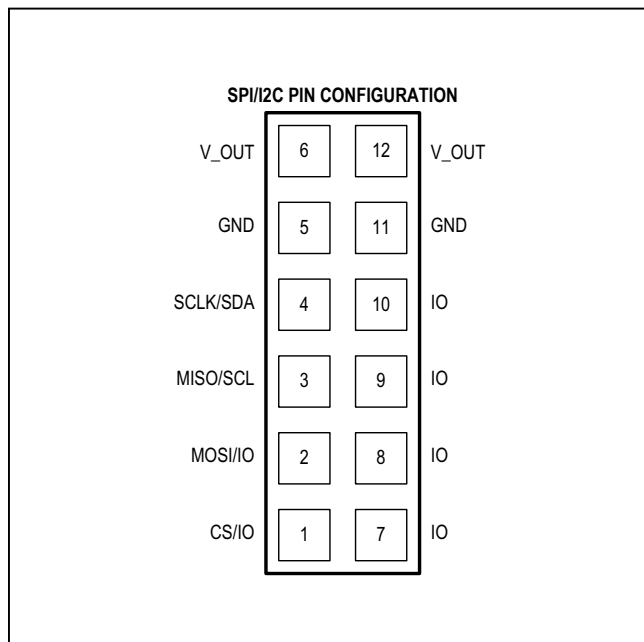 SPI/I2C PIN CONFIGURATION
V_OUT 6 12 V_OUT
GND 5 11 GND
SCLK/SDA 4 10 IO
MISO/SCL 3 9 IO
MOSI/IO 2 8 IO
CS/IO 1 7 IO